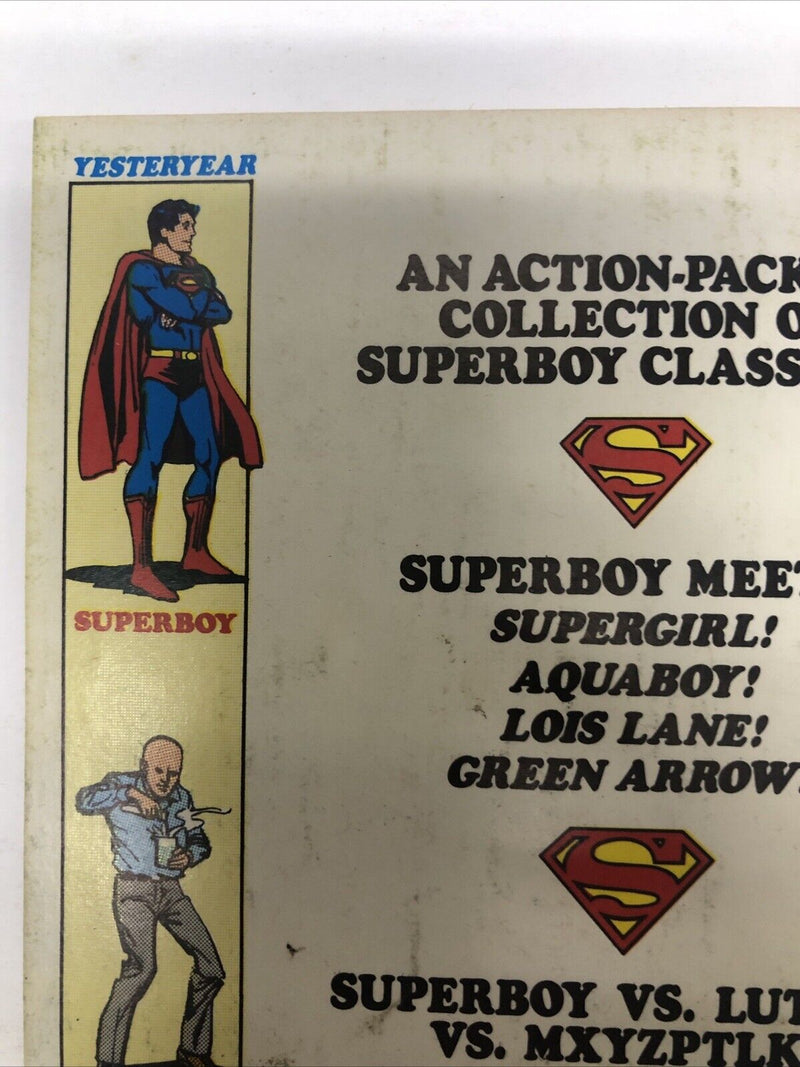 YESTERYEAR
SUPERBOY
AN ACTION-PACK
COLLECTION O
SUPERBOY CLASS
S
SUPERBOY MEET
SUPERGIRL!
AQUABOY!
LOIS LANE!
GREEN ARROW
S
SUPERBOY VS. LUT
VS. MXYZPTLK